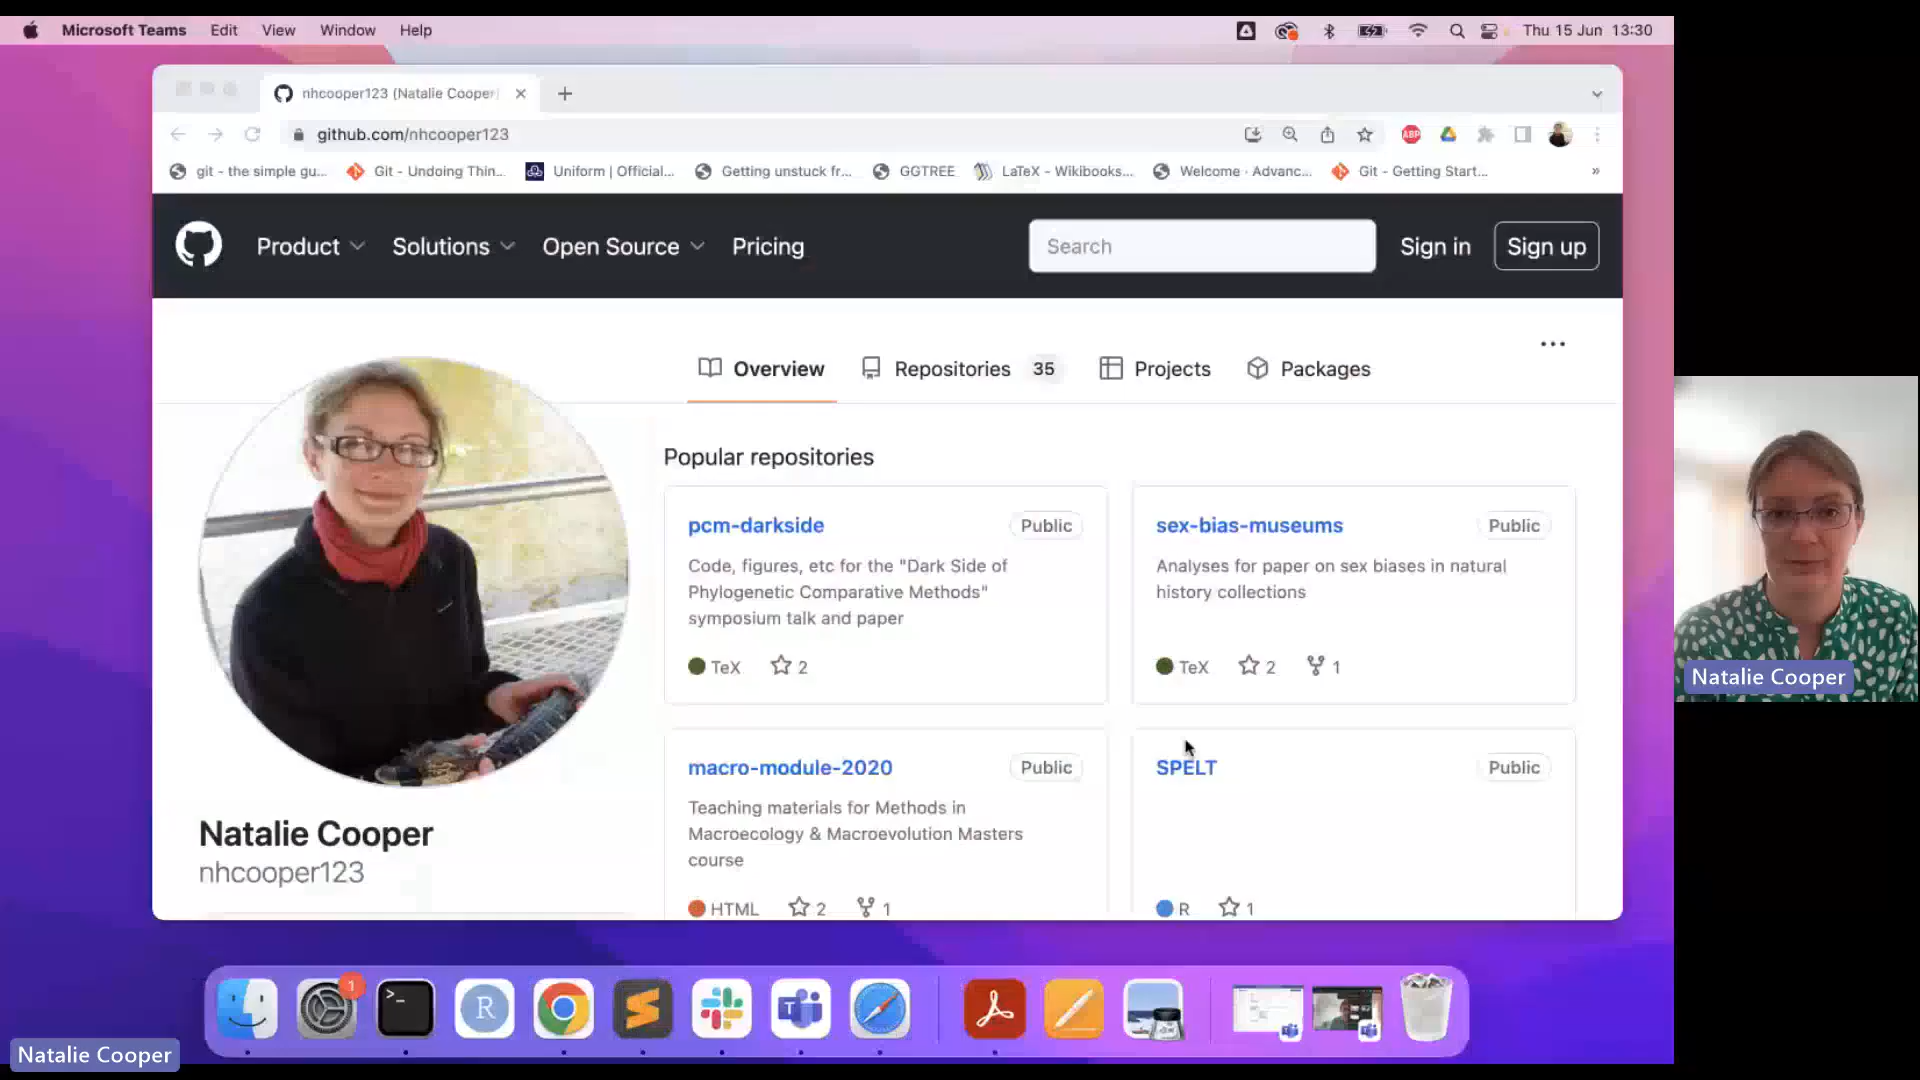 Microsoft Teams Edit View Window Help Thu 15 Jun 13:30
nhcooper123 (Natalie Cooper)
github.com/nhcooper123 ABP
git - the simple gu... Git - Undoing Thin... Uniform | Official... Getting unstuck fr... GGTREE LaTeX - Wikibooks... Welcome · Advanc... Git - Getting Start... »
Product Solutions Open Source Pricing Search Sign in Sign up
Overview Repositories 35 Projects Packages
Popular repositories
pcm-darkside Public
Code, figures, etc for the "Dark Side of
Phylogenetic Comparative Methods"
symposium talk and paper
TeX 2
sex-bias-museums Public
Analyses for paper on sex biases in natural
history collections
TeX 2 1
macro-module-2020 Public
Teaching materials for Methods in
Macroecology & Macroevolution Masters
course
HTML 2 1
SPELT Public
R 1
Natalie Cooper
nhcooper123
Natalie Cooper
1
>_
R
T
Natalie Cooper